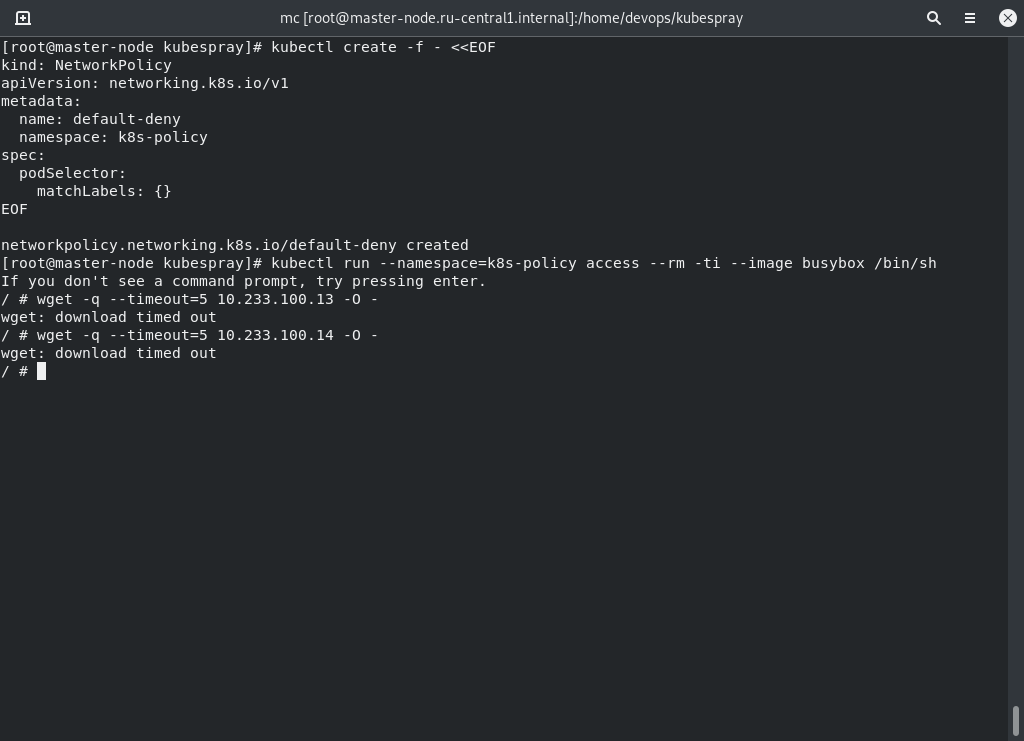 mc [root@master-node.ru-central1.internal]:/home/devops/kubespray
[root@master-node kubespray]# kubectl create -f - <<EOF
kind: NetworkPolicy
apiVersion: networking.k8s.io/v1
metadata:
  name: default-deny
  namespace: k8s-policy
spec:
  podSelector:
    matchLabels: {}
EOF

networkpolicy.networking.k8s.io/default-deny created
[root@master-node kubespray]# kubectl run --namespace=k8s-policy access --rm -ti --image busybox /bin/sh
If you don't see a command prompt, try pressing enter.
/ # wget -q --timeout=5 10.233.100.13 -O -
wget: download timed out
/ # wget -q --timeout=5 10.233.100.14 -O -
wget: download timed out
/ #